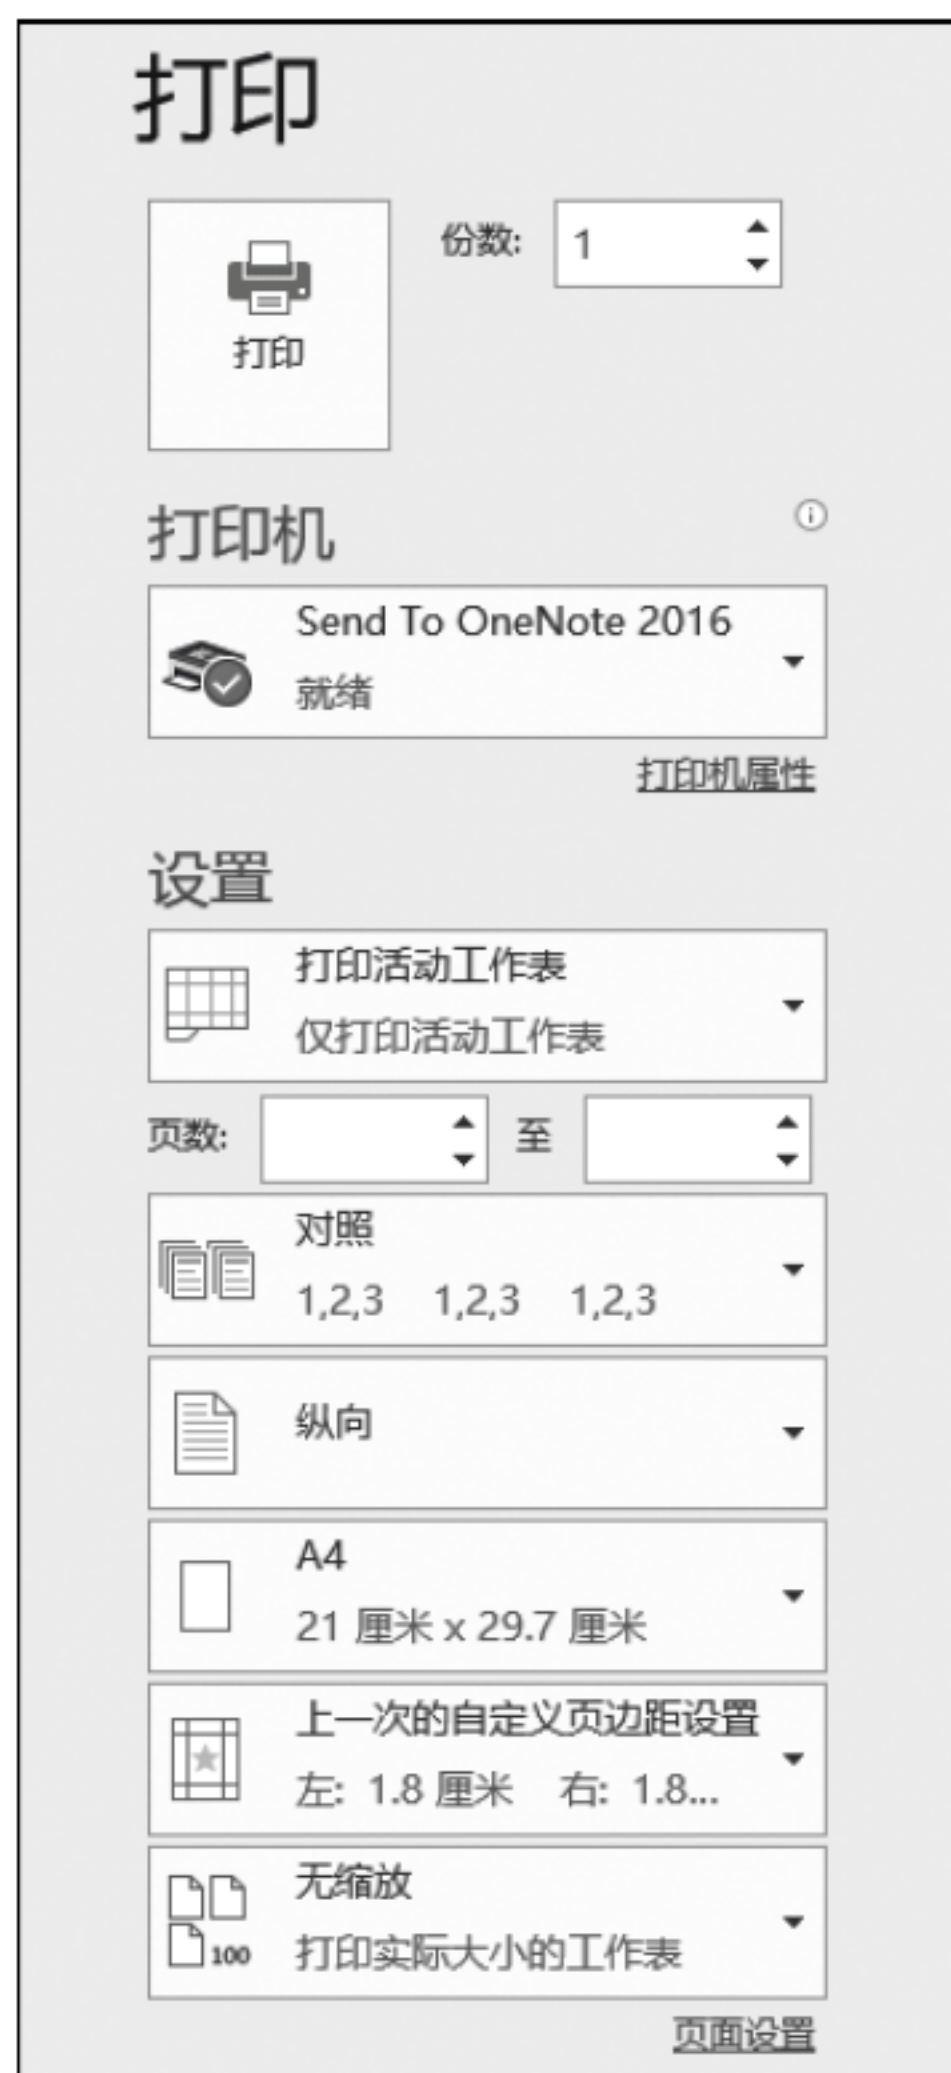 打印
份数: 1
打印
打印机
Send To OneNote 2016
就绪
打印机属性
设置
打印活动工作表
仅打印活动工作表
页数: 至
对照
1,2,3 1,2,3 1,2,3
纵向
A4
21 厘米 x 29.7 厘米
上一次的自定义页边距设置
左: 1.8 厘米 右: 1.8...
无缩放
100 打印实际大小的工作表
页面设置